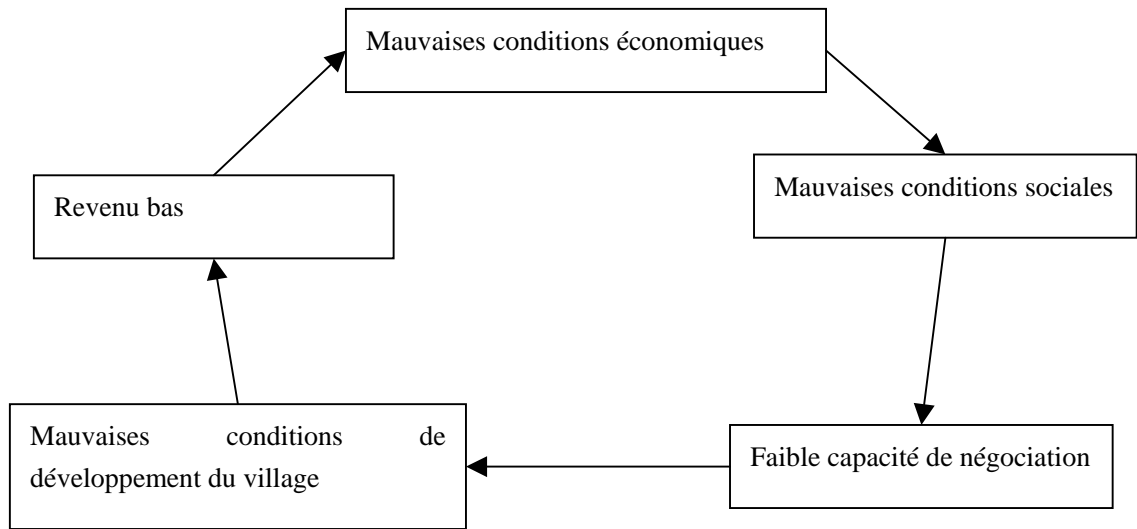 Mauvaises conditions économiques
Mauvaises conditions sociales
Revenu bas
Mauvaises conditions de
développement du village
Faible capacité de négociation